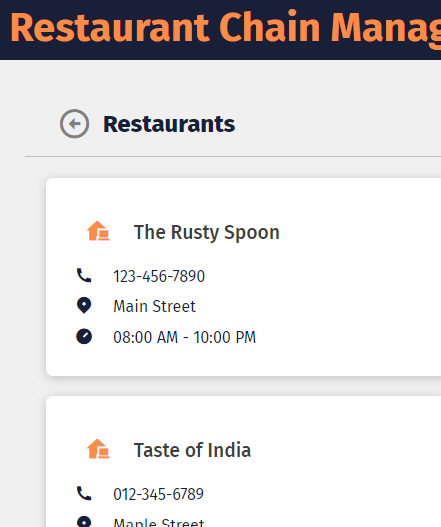 Restaurant Chain Manag
Restaurants
The Rusty Spoon
123-456-7890
Main Street
08:00 AM - 10:00 PM
Taste of India
012-345-6789
Maple Street